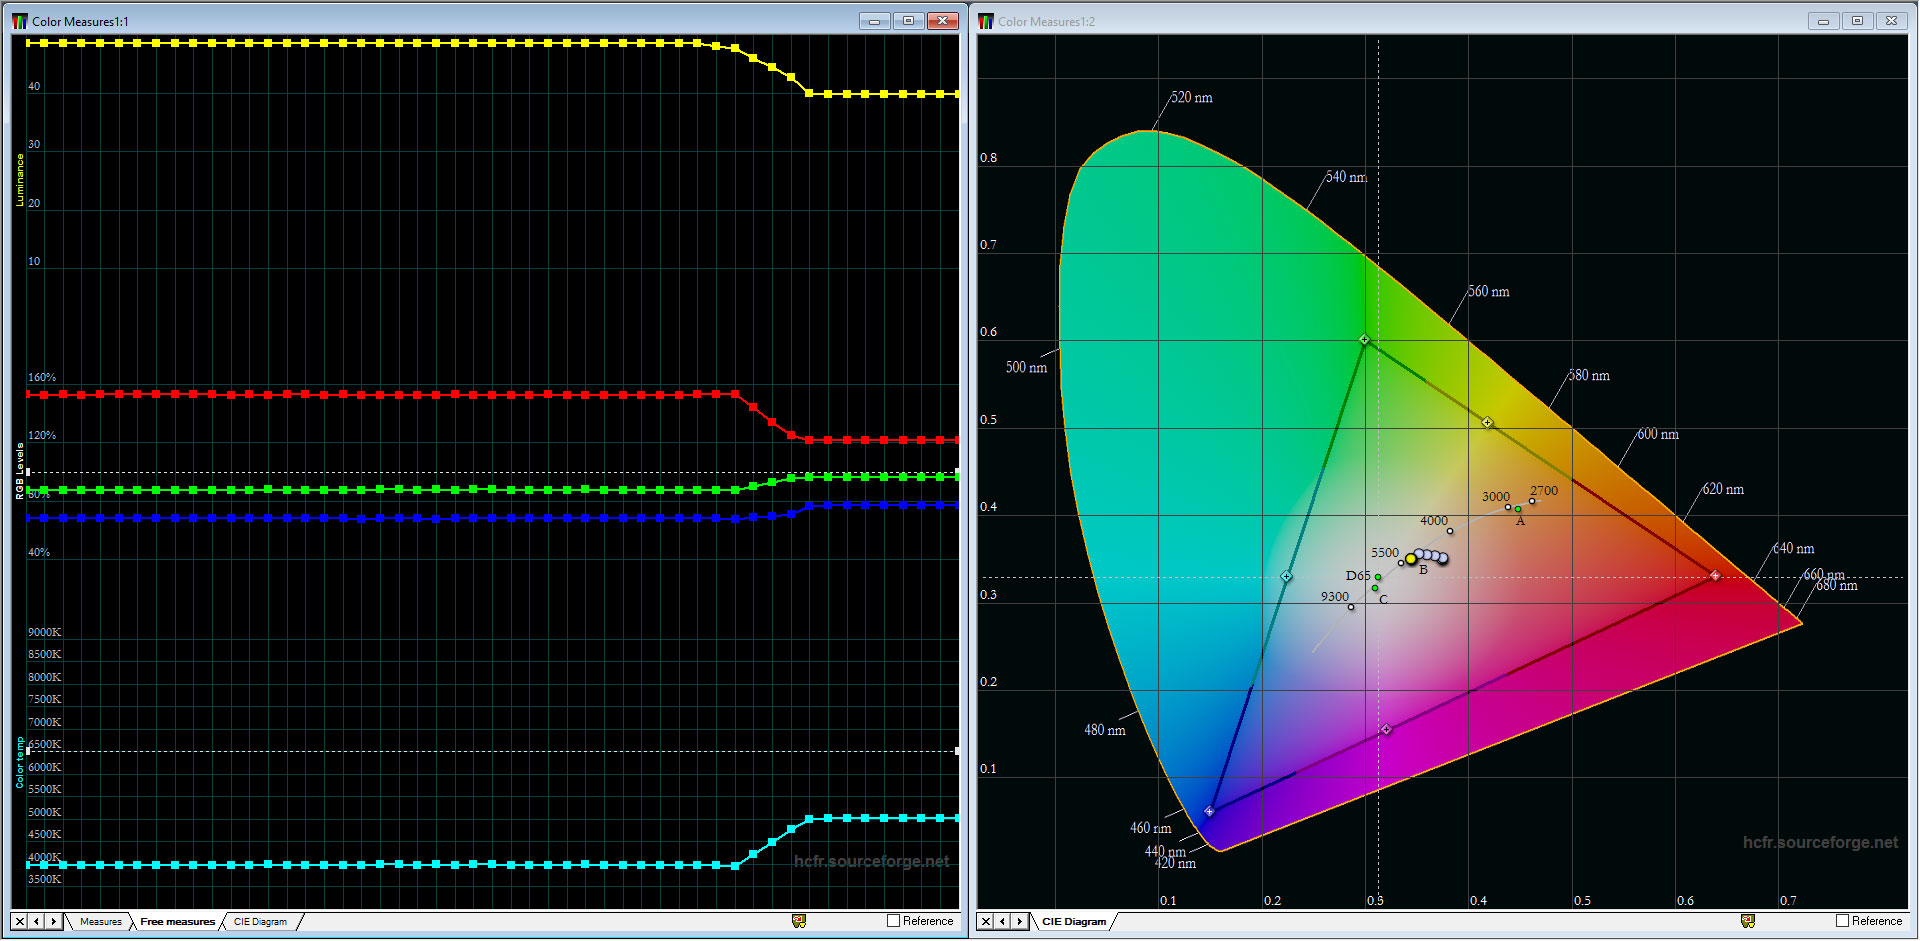 Color Measures1:1
40
30
Luminance
20
10
160%
120%
RGB Levels
80%
40%
9000K
8500K
8000K
7500K
7000K
6500K
Color temp
6000K
5500K
5000K
4500K
4000K
3500K
hcfr.sourceforge.net
Measures
Free measures
CIE Diagram
Reference
Color Measures1:2
520 nm
0.8
540 nm
0.7
560 nm
0.6
500 nm
580 nm
0.5
600 nm
620 nm
3000
2700
0.4
4000
A
640 nm
5500
B
D65
660 nm
680 nm
0.3
9300
C
0.2
480 nm
0.1
460 nm
440 nm
420 nm
hcfr.sourceforge.net
0.1
0.2
0.3
0.4
0.5
0.6
0.7
CIE Diagram
Reference